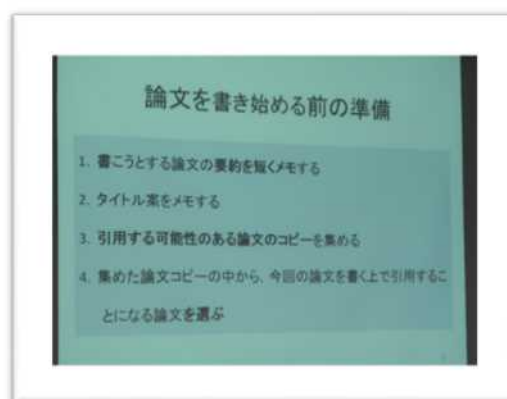 論文を書き始める前の準備
1. 書こうとする論文の要約を短くメモする
2. タイトル案をメモする
3. 引用する可能性のある論文のコピーを集める
4. 集めた論文コピーの中から、今回の論文を書く上で引用するこ
とになる論文を選ぶ